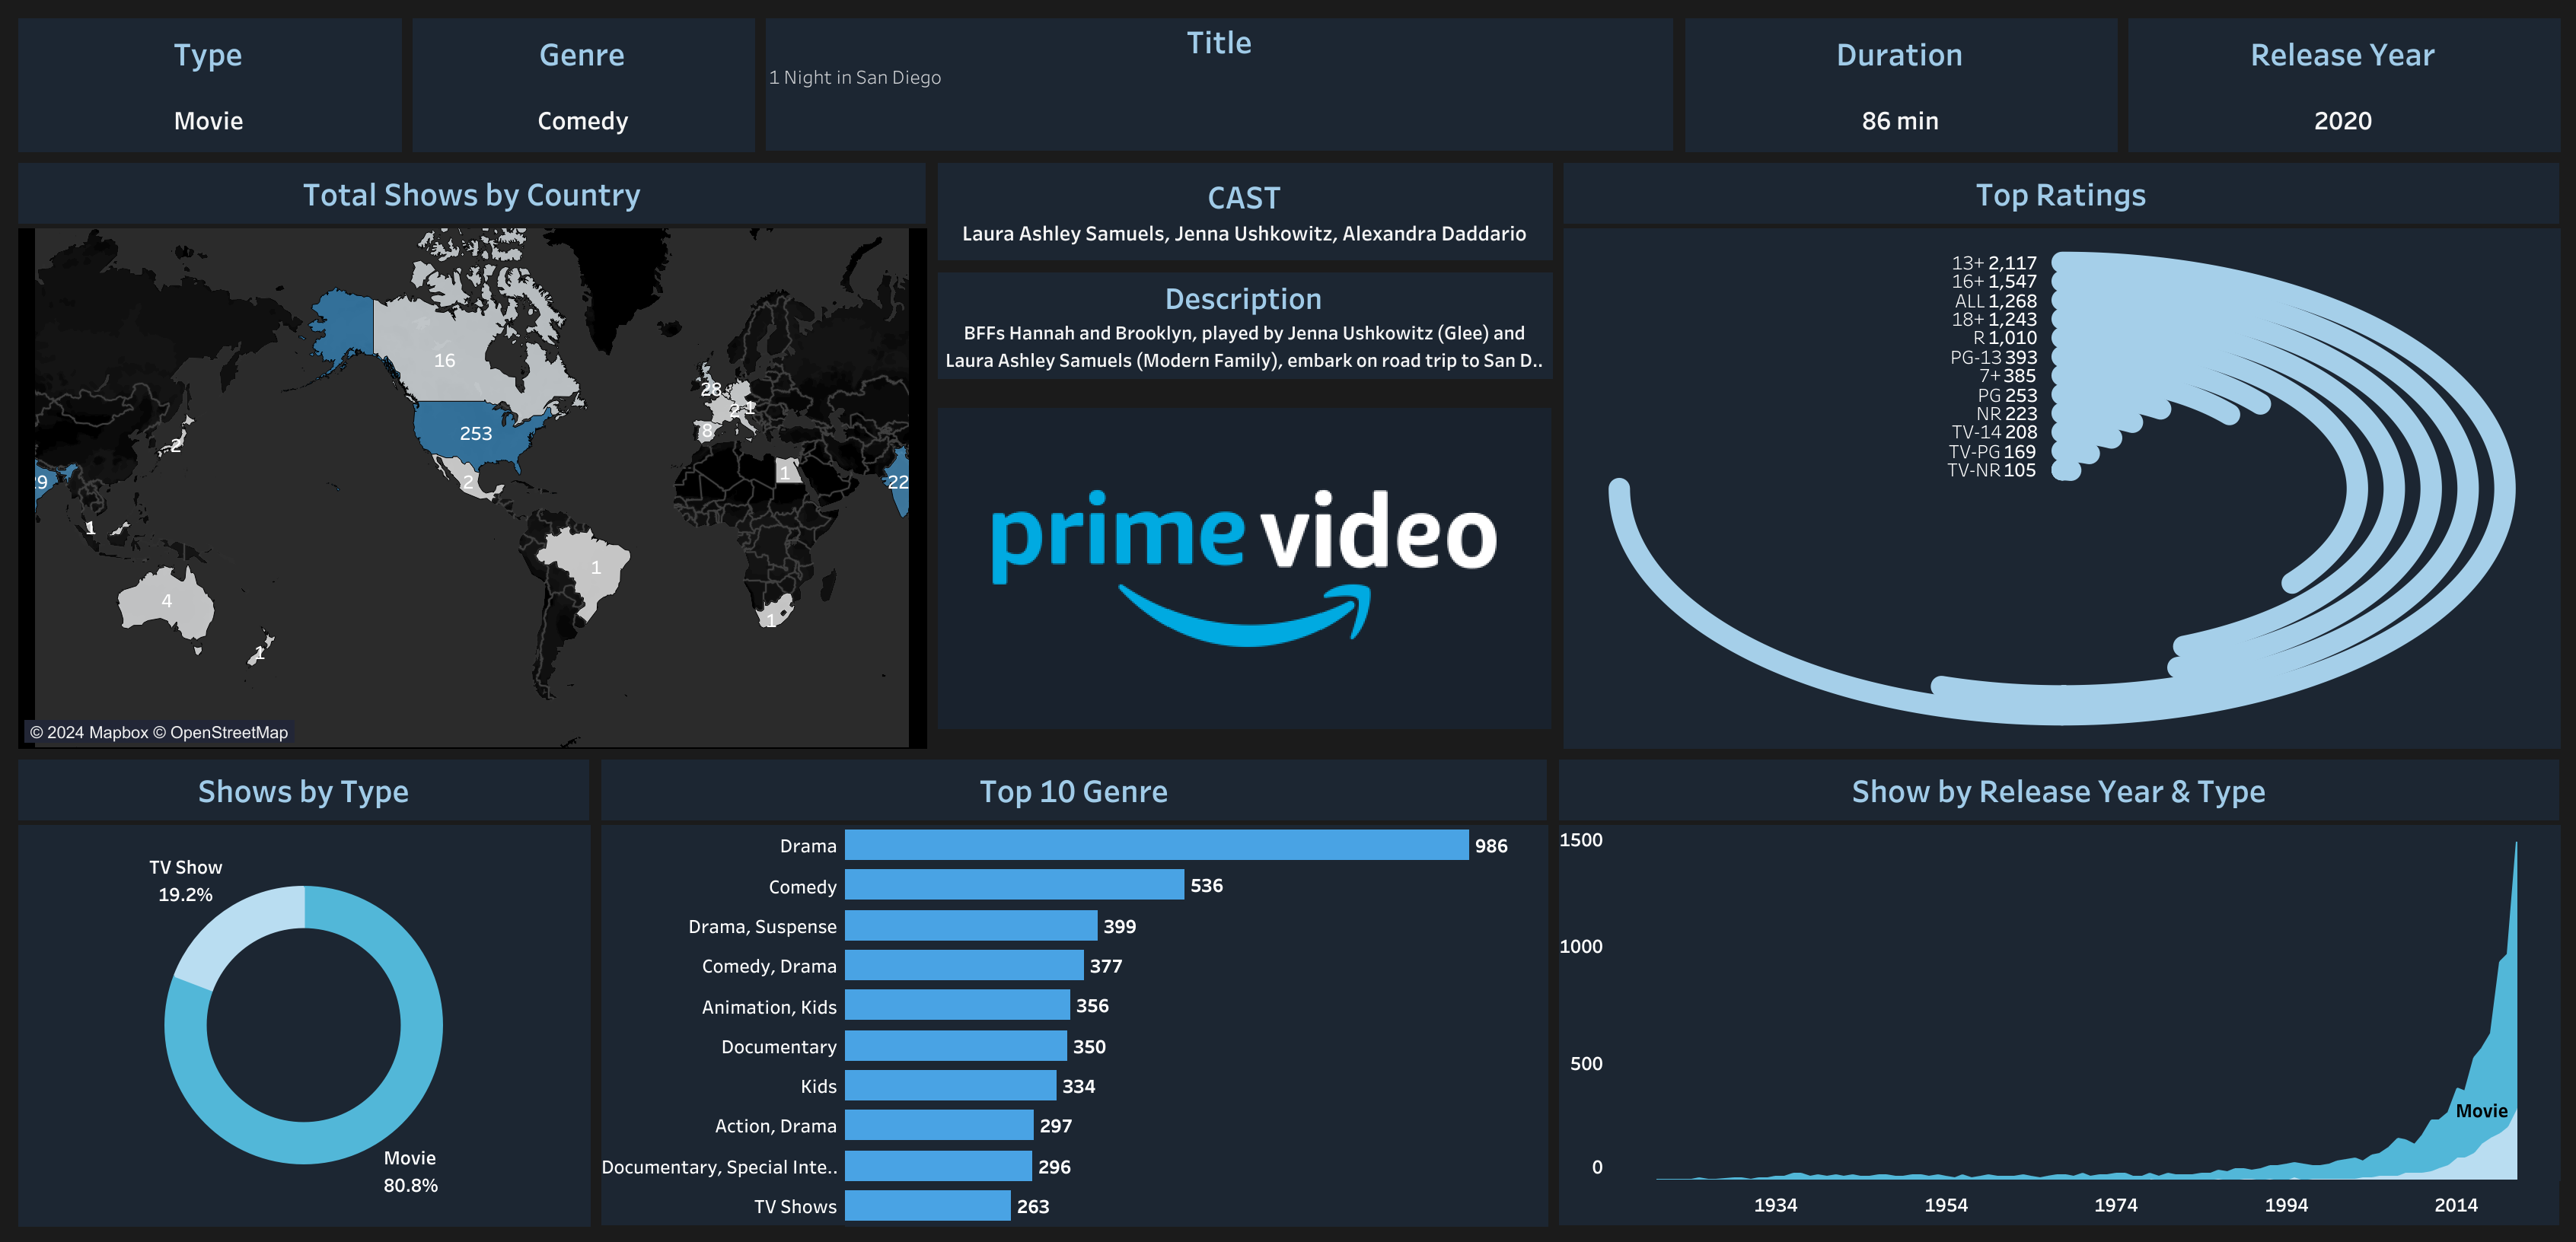 Type
Movie
Genre
Comedy
Title
1 Night in San Diego
Duration
86 min
Release Year
2020
Total Shows by Country
16
253
2
28
2
1
8
1
1
1
2
9
22
1
4
1
© 2024 Mapbox © OpenStreetMap
CAST
Laura Ashley Samuels, Jenna Ushkowitz, Alexandra Daddario
Description
BFFs Hannah and Brooklyn, played by Jenna Ushkowitz (Glee) and
Laura Ashley Samuels (Modern Family), embark on road trip to San D..
prime video
Top Ratings
13+ 2,117
16+ 1,547
ALL 1,268
18+ 1,243
R 1,010
PG-13 393
7+ 385
PG 253
NR 223
TV-14 208
TV-PG 169
TV-NR 105
Shows by Type
TV Show
19.2%
Movie
80.8%
Top 10 Genre
Drama 986
Comedy 536
Drama, Suspense 399
Comedy, Drama 377
Animation, Kids 356
Documentary 350
Kids 334
Action, Drama 297
Documentary, Special Inte.. 296
TV Shows 263
Show by Release Year & Type
1500
1000
500
0
Movie
1934 1954 1974 1994 2014